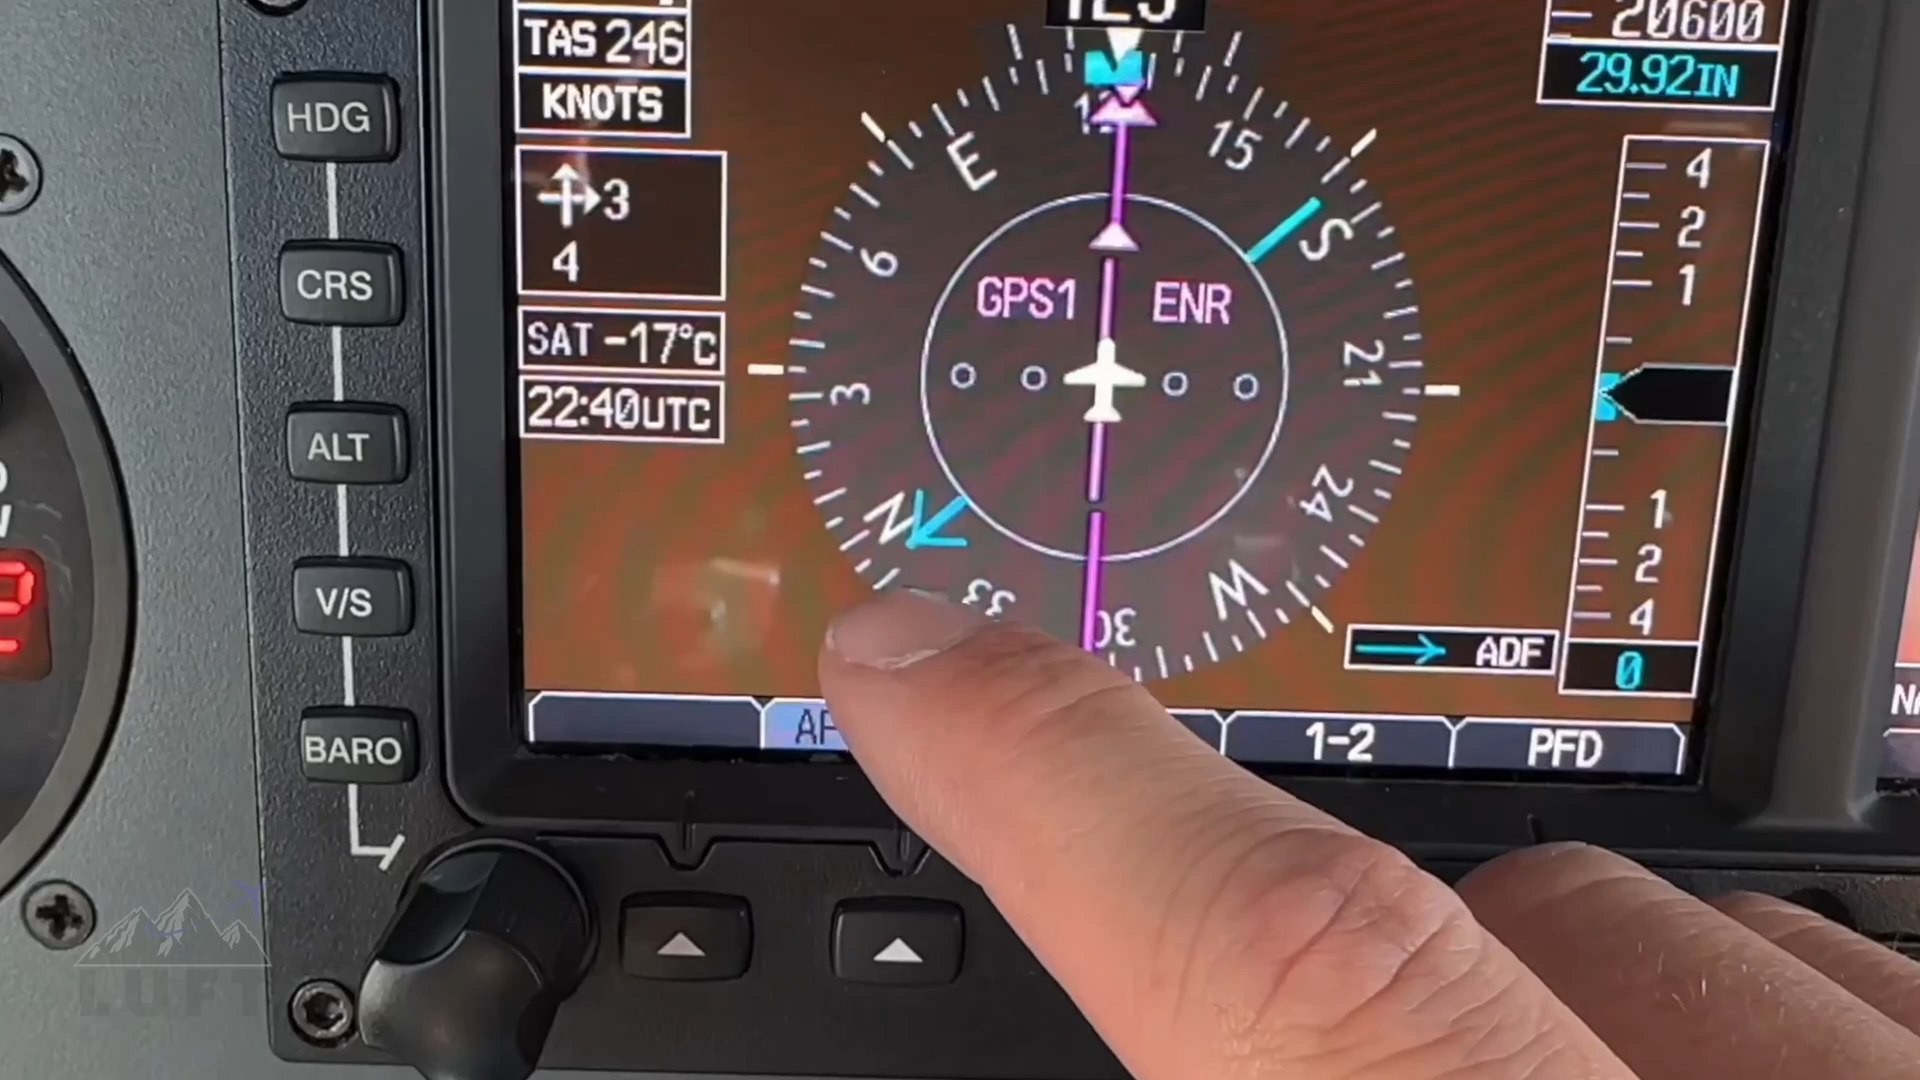 TAS 246
KNOTS
3
4
SAT -17°C
22:40UTC
HDG
CRS
ALT
V/S
BARO
20600
29.92IN
E
15
S
6
GPS1
ENR
3
21
N
24
33
30
W
4
2
1
1
2
4
0
ADF
1-2
PFD
LUFT